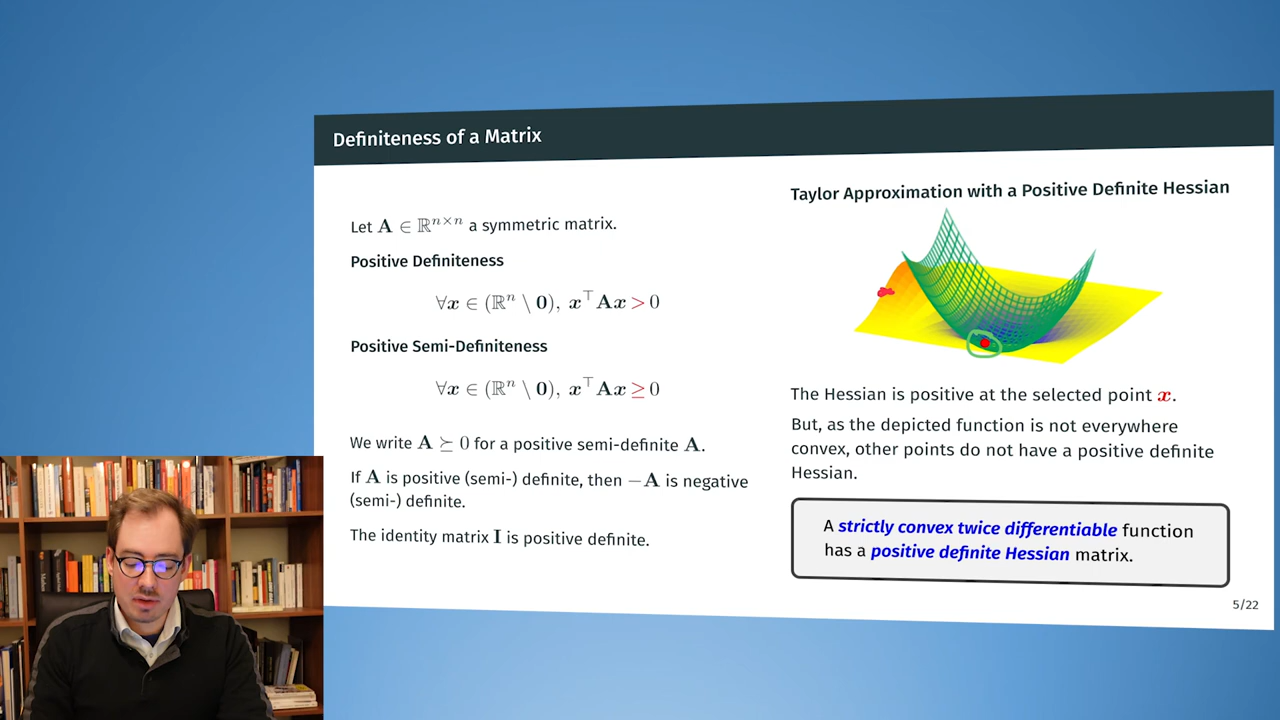 Definiteness of a Matrix
Let A ∈ ℝⁿˣⁿ a symmetric matrix.
Positive Definiteness
∀x ∈ (ℝⁿ \ 0), x⊤Ax > 0
Positive Semi-Definiteness
∀x ∈ (ℝⁿ \ 0), x⊤Ax ≥ 0
We write A ⪰ 0 for a positive semi-definite A.
If A is positive (semi-) definite, then −A is negative
(semi-) definite.
The identity matrix I is positive definite.
Taylor Approximation with a Positive Definite Hessian
The Hessian is positive at the selected point x.
But, as the depicted function is not everywhere
convex, other points do not have a positive definite
Hessian.
A strictly convex twice differentiable function
has a positive definite Hessian matrix.
5/22